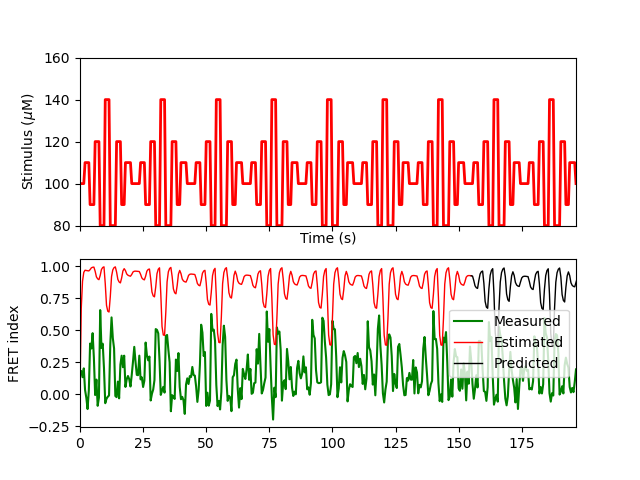 160
140
120
100
80
Stimulus (μM)
Time (s)
1.00
0.75
0.50
0.25
0.00
−0.25
FRET index
Measured
Estimated
Predicted
0 25 50 75 100 125 150 175